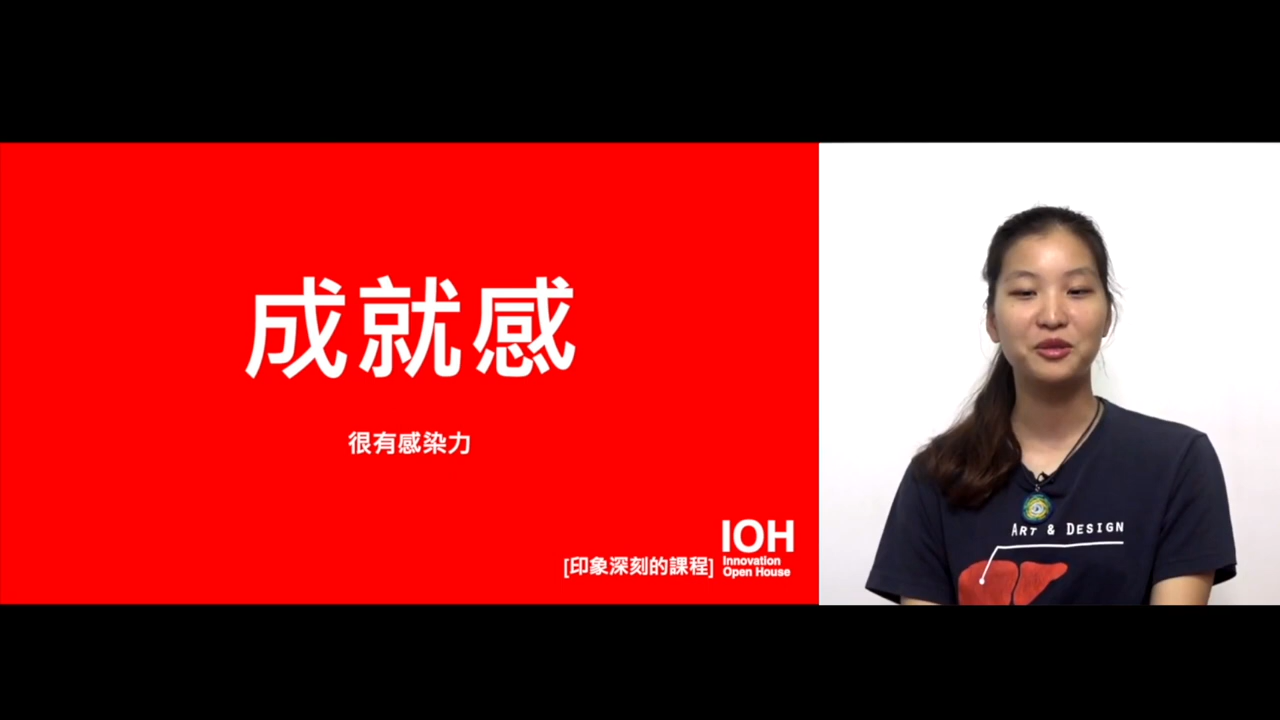 成就感
很有感染力
[印象深刻的課程]
IOH
Innovation
Open House
ART & DESIGN